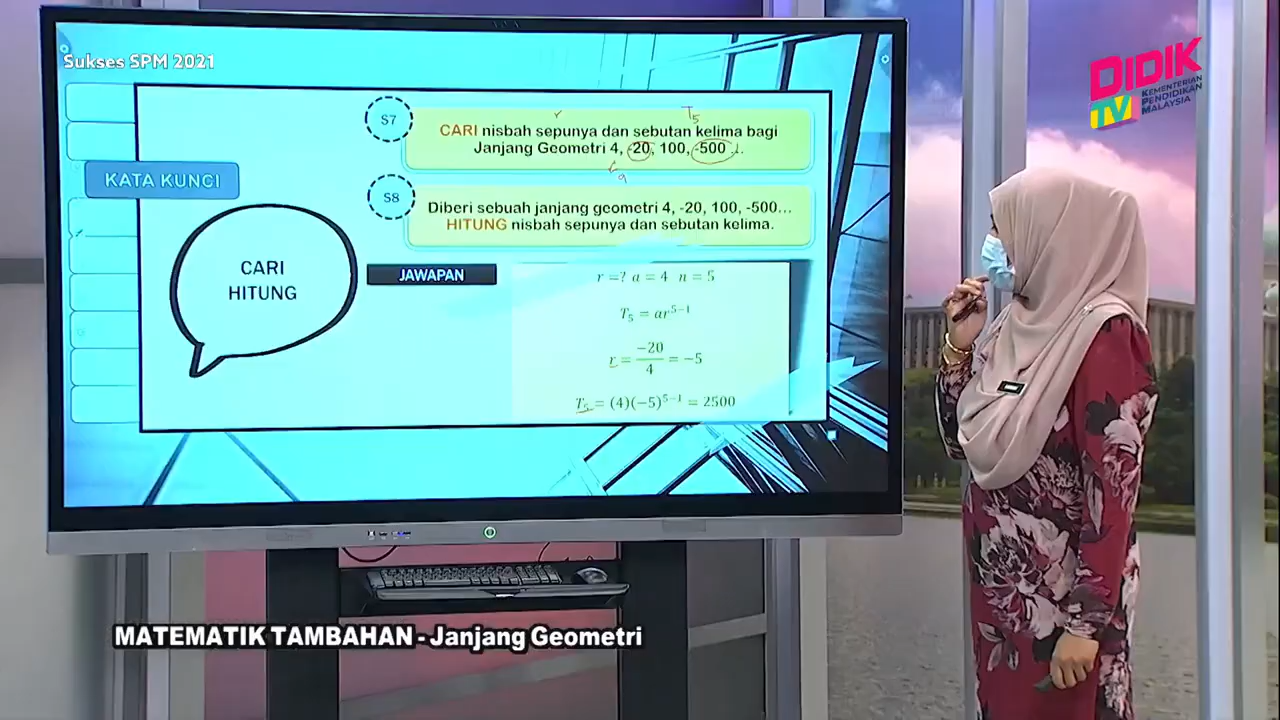 Sukses SPM 2021
DIDIK
TV
KEMENTERIAN
PENDIDIKAN
MALAYSIA
KATA KUNCI
CARI
HITUNG
S7
r
T₅
CARI nisbah sepunya dan sebutan kelima bagi
Janjang Geometri 4, -20, 100, -500...
S8
Diberi sebuah janjang geometri 4, -20, 100, -500...
HITUNG nisbah sepunya dan sebutan kelima.
JAWAPAN
r =? a = 4 n = 5
T₅ = ar⁵⁻¹
r = -20/4 = -5
T₅ = (4)(-5)⁵⁻¹ = 2500
MATEMATIK TAMBAHAN - Janjang Geometri